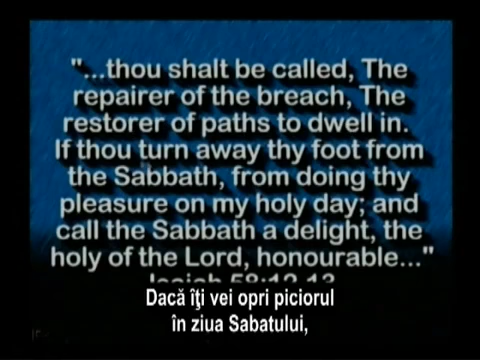 "...thou shalt be called, The
repairer of the breach, The
restorer of paths to dwell in.
If thou turn away thy foot from
the Sabbath, from doing thy
pleasure on my holy day; and
call the Sabbath a delight, the
holy of the Lord, honourable..."
Isaiah 58:12,13
Dacă îţi vei opri piciorul
în ziua Sabatului,